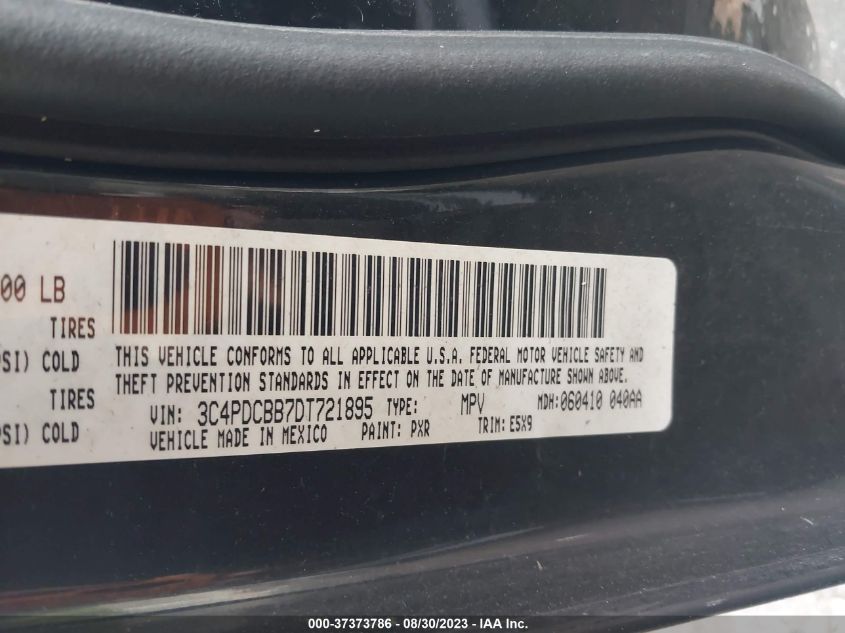 00 LB
TIRES
PSI) COLD
TIRES
PSI) COLD
THIS VEHICLE CONFORMS TO ALL APPLICABLE U.S.A. FEDERAL MOTOR VEHICLE SAFETY AND
THEFT PREVENTION STANDARDS IN EFFECT ON THE DATE OF MANUFACTURE SHOWN ABOVE.
VIN: 3C4PDCBB7DT721895 TYPE: MPV MDH:060410 040AA
VEHICLE MADE IN MEXICO PAINT: PXR TRIM: E5X9
000-37373786 - 08/30/2023 - IAA Inc.